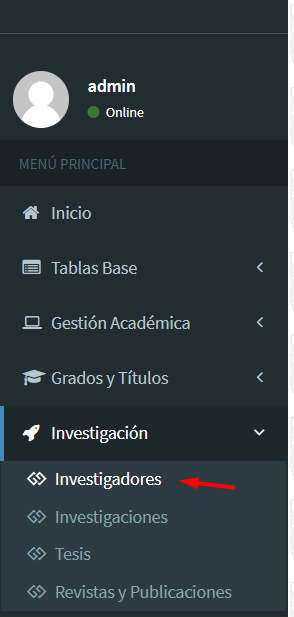 admin
Online
MENÚ PRINCIPAL
Inicio
Tablas Base
Gestión Académica
Grados y Títulos
Investigación
Investigadores
Investigaciones
Tesis
Revistas y Publicaciones